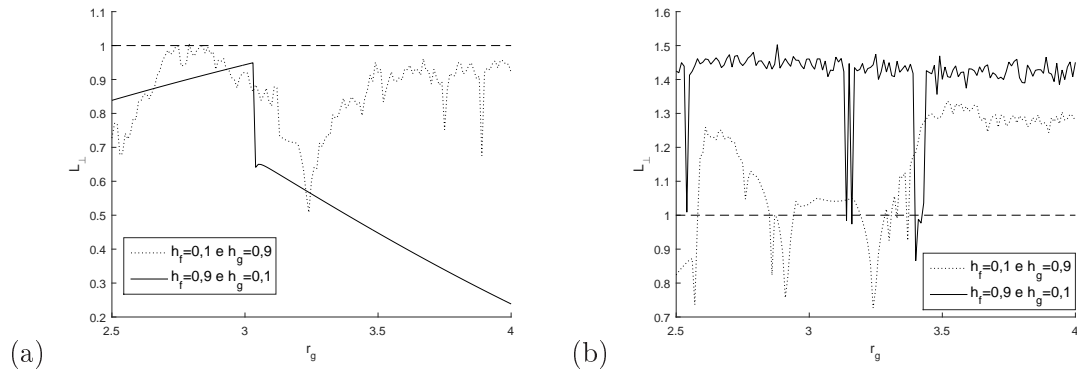 1.1
1
0.9
0.8
0.7
0.6
0.5
0.4
0.3
0.2
L⊥
h_f=0,1 e h_g=0,9
h_f=0,9 e h_g=0,1
2.5 3 3.5 4
r_g
(a)
1.6
1.5
1.4
1.3
1.2
1.1
1
0.9
0.8
0.7
L⊥
h_f=0,1 e h_g=0,9
h_f=0,9 e h_g=0,1
2.5 3 3.5 4
r_g
(b)